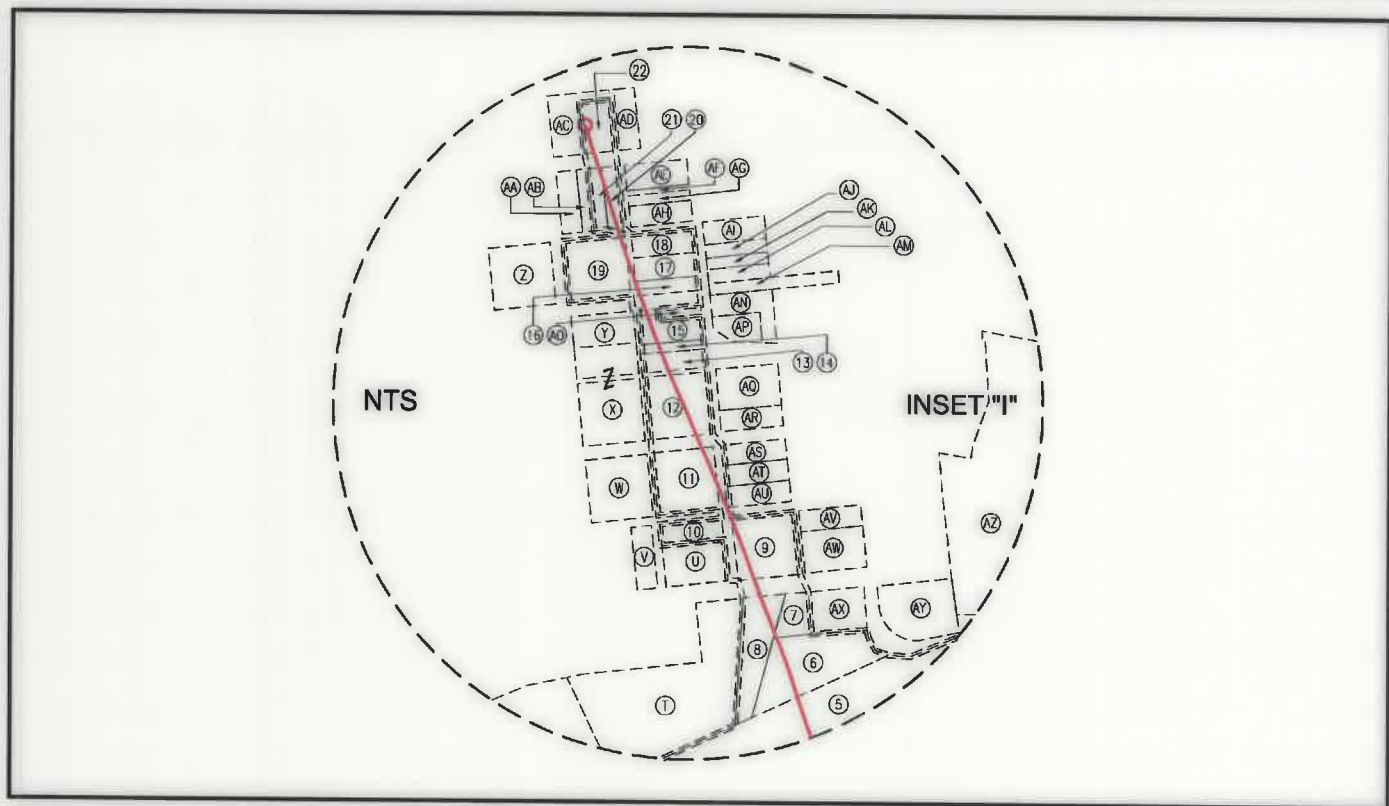 22
AC
AD
21 20
AE
AF AG
AA AB
AH
AJ
AK
AI
AL
18
AM
Z
19
17
AN
16 AO
Y
15
AP
13 14
Z
AQ
NTS
X
12
INSET "I"
AR
AS
11
AT
W
AU
AV
AZ
10
9
V
U
AW
7
AX
AY
8
6
T
5